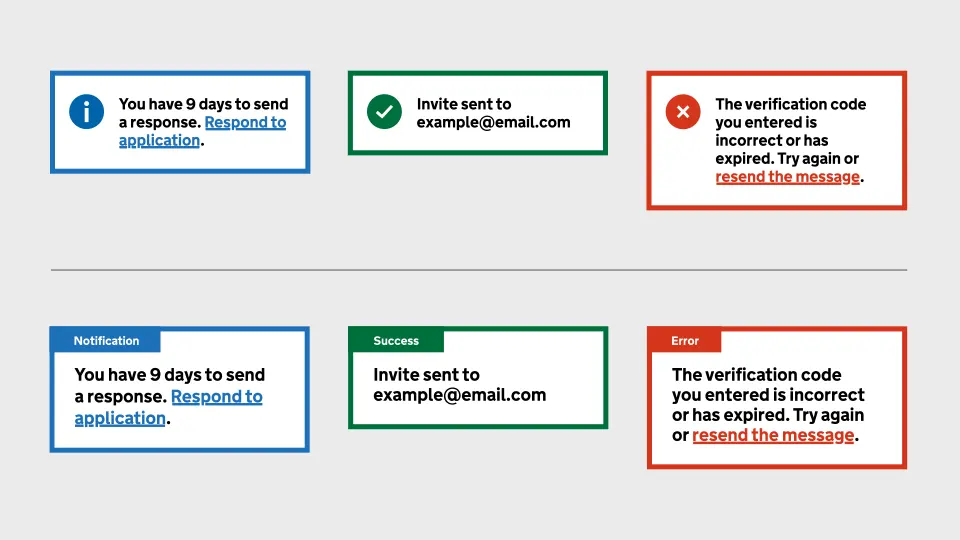 You have 9 days to send
a response. Respond to
application.
Invite sent to
example@email.com
The verification code
you entered is
incorrect or has
expired. Try again or
resend the message.
Notification
You have 9 days to send
a response. Respond to
application.
Success
Invite sent to
example@email.com
Error
The verification code
you entered is incorrect
or has expired. Try again
or resend the message.